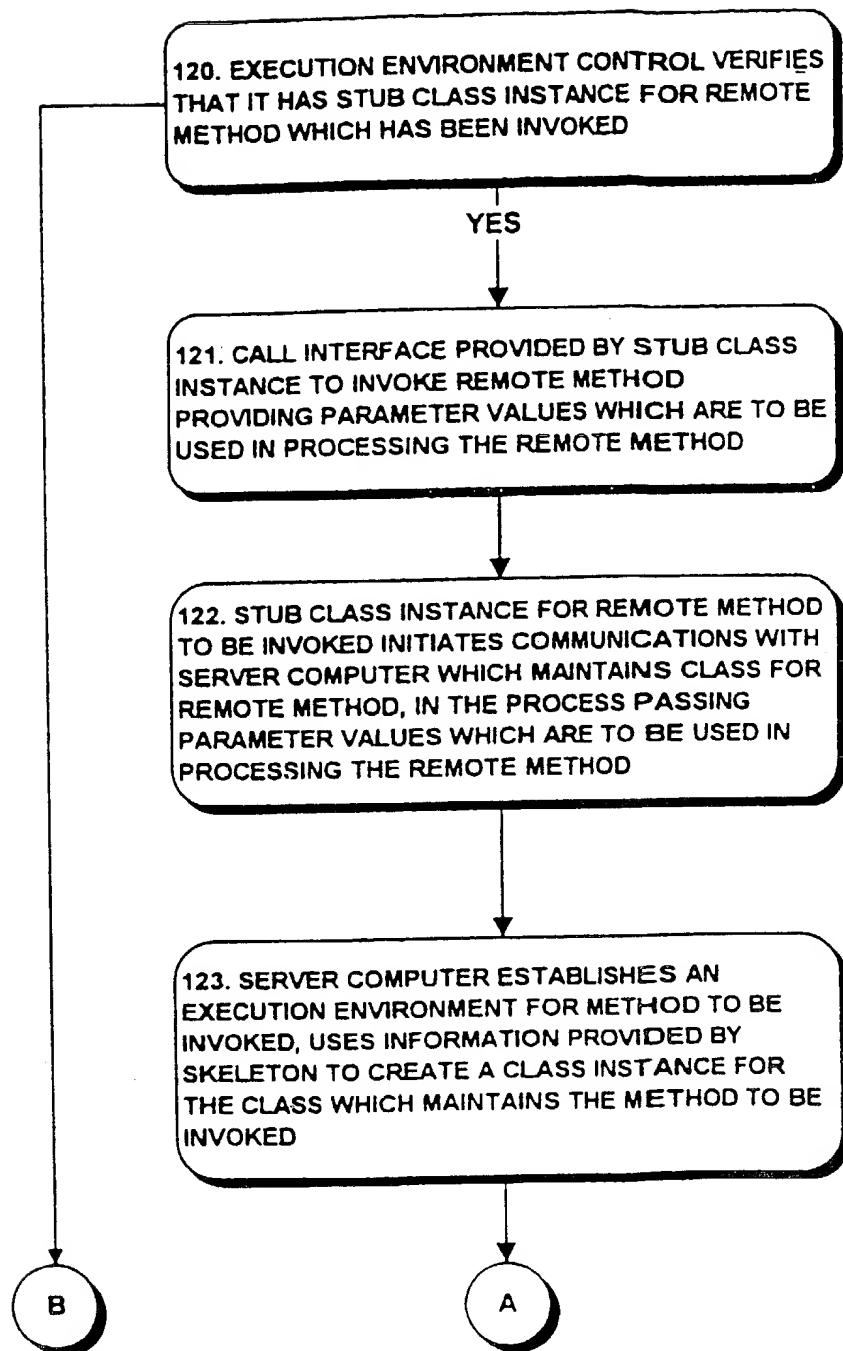 120. EXECUTION ENVIRONMENT CONTROL VERIFIES
THAT IT HAS STUB CLASS INSTANCE FOR REMOTE
METHOD WHICH HAS BEEN INVOKED
YES
121. CALL INTERFACE PROVIDED BY STUB CLASS
INSTANCE TO INVOKE REMOTE METHOD
PROVIDING PARAMETER VALUES WHICH ARE TO BE
USED IN PROCESSING THE REMOTE METHOD
122. STUB CLASS INSTANCE FOR REMOTE METHOD
TO BE INVOKED INITIATES COMMUNICATIONS WITH
SERVER COMPUTER WHICH MAINTAINS CLASS FOR
REMOTE METHOD, IN THE PROCESS PASSING
PARAMETER VALUES WHICH ARE TO BE USED IN
PROCESSING THE REMOTE METHOD
123. SERVER COMPUTER ESTABLISHES AN
EXECUTION ENVIRONMENT FOR METHOD TO BE
INVOKED, USES INFORMATION PROVIDED BY
SKELETON TO CREATE A CLASS INSTANCE FOR
THE CLASS WHICH MAINTAINS THE METHOD TO BE
INVOKED
B
A